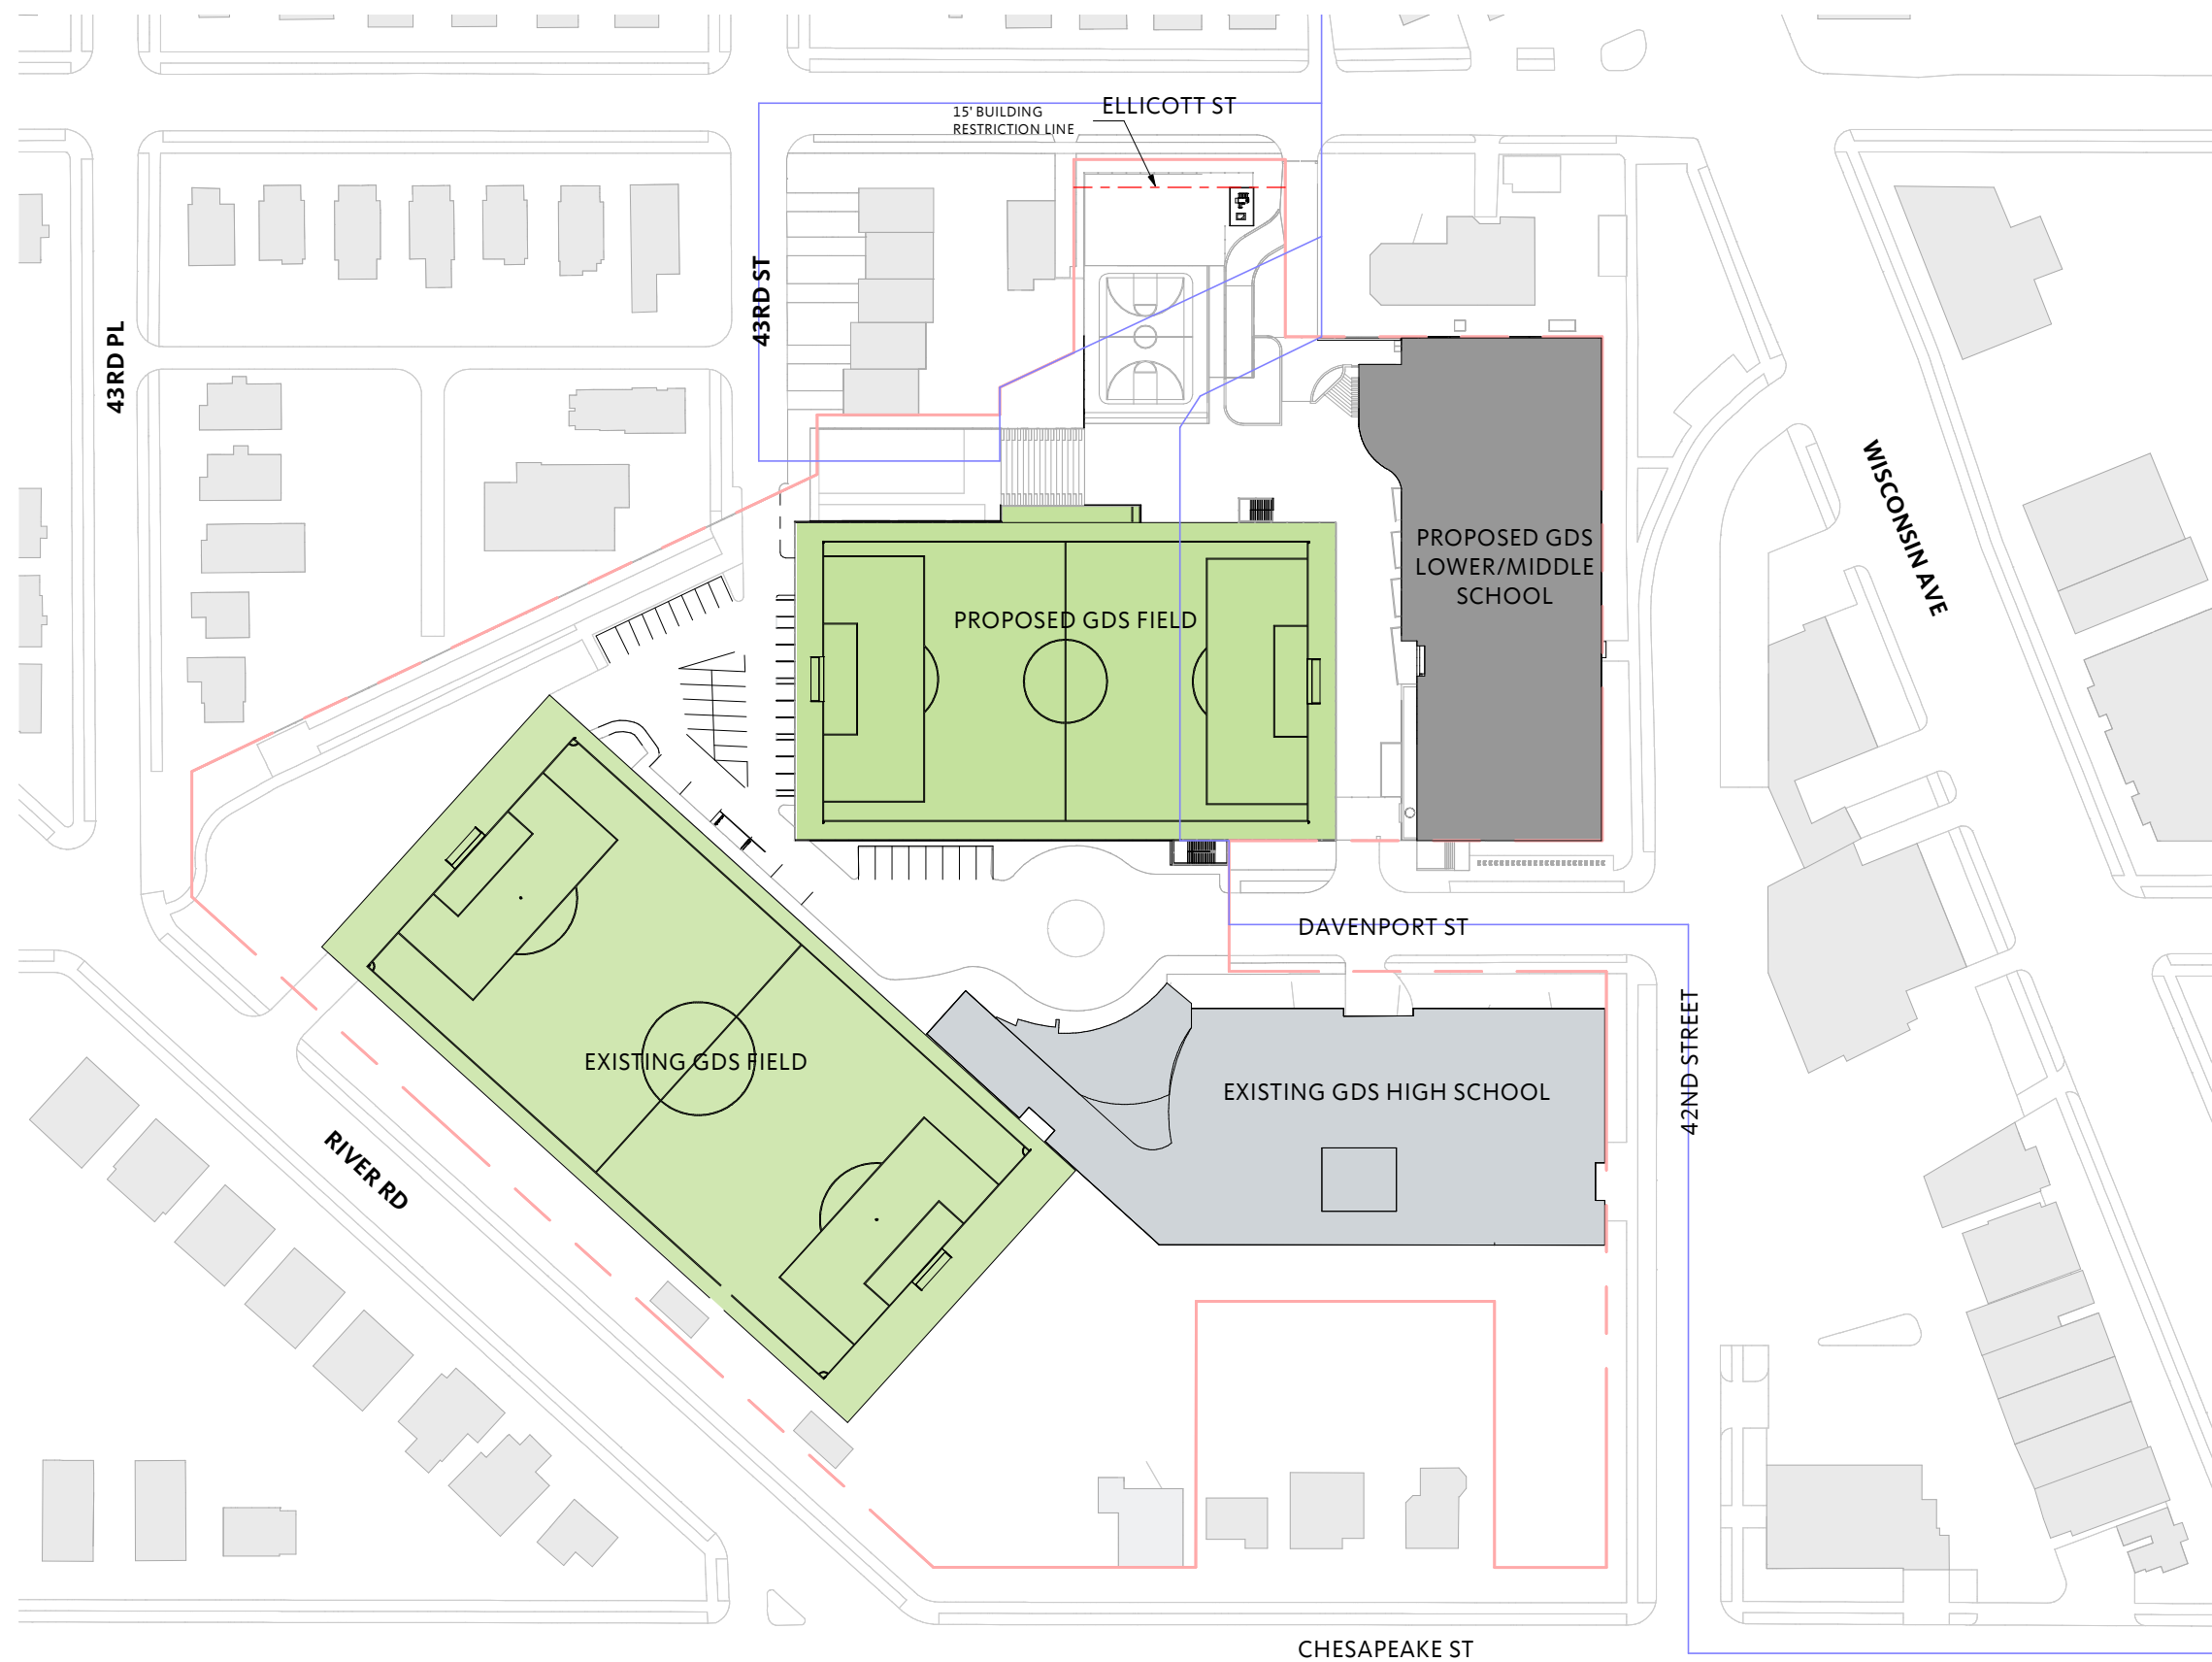 15' BUILDING
RESTRICTION LINE
ELLICOTT ST
43RD ST
43RD PL
WISCONSIN AVE
PROPOSED GDS
LOWER/MIDDLE
SCHOOL
PROPOSED GDS FIELD
DAVENPORT ST
EXISTING GDS FIELD
EXISTING GDS HIGH SCHOOL
42ND STREET
RIVER RD
CHESAPEAKE ST